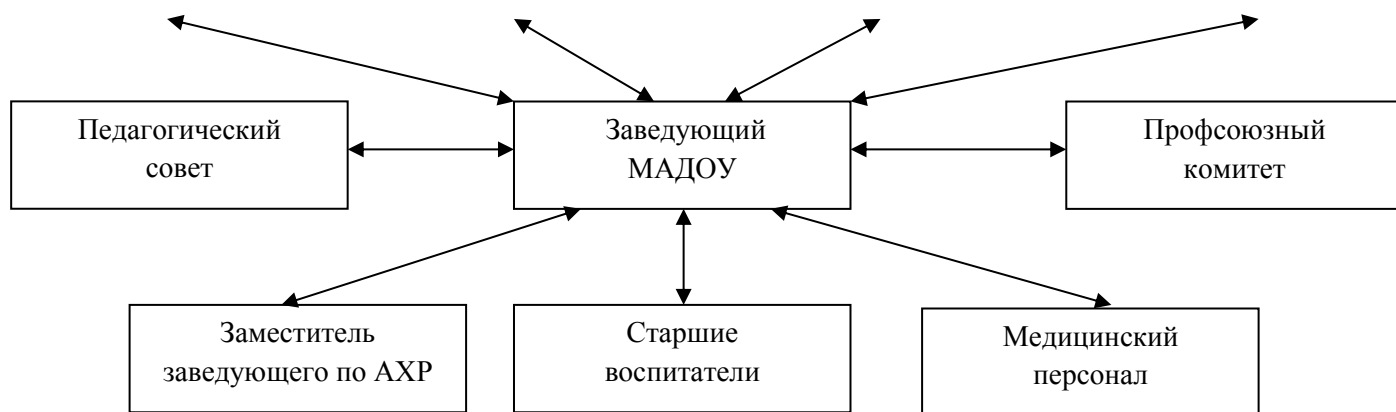 Педагогический
совет
Заведующий
МАДОУ
Профсоюзный
комитет
Заместитель
заведующего по АХР
Старшие
воспитатели
Медицинский
персонал